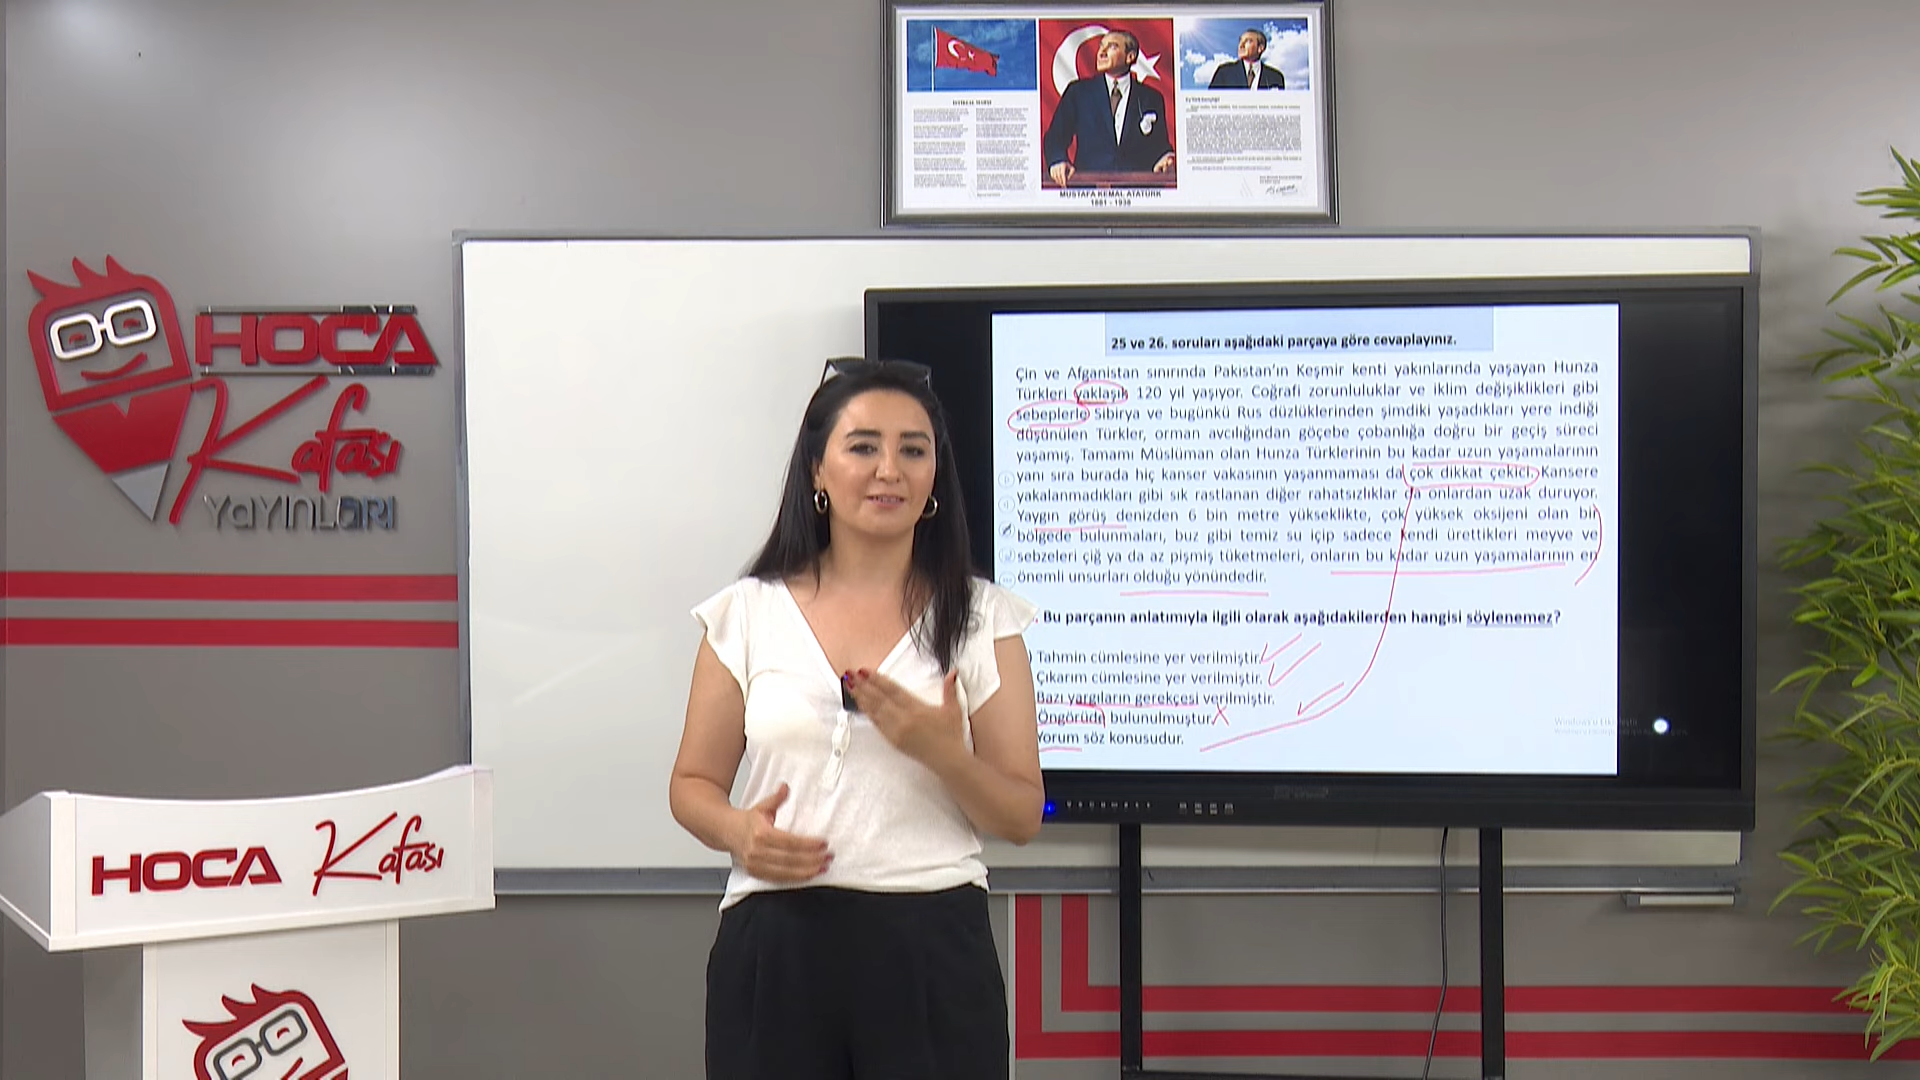 İSTİKLAL MARŞI
MUSTAFA KEMAL ATATÜRK
1881 - 1938
HOCA
Kafası
YAYINLARI
25 ve 26. soruları aşağıdaki parçaya göre cevaplayınız.
Çin ve Afganistan sınırında Pakistan'ın Keşmir kenti yakınlarında yaşayan Hunza
Türkleri yaklaşık 120 yıl yaşıyor. Coğrafi zorunluluklar ve iklim değişiklikleri gibi
sebeplerle Sibirya ve bugünkü Rus düzlüklerinden şimdiki yaşadıkları yere indiği
düşünülen Türkler, orman avcılığından göçebe çobanlığa doğru bir geçiş süreci
yaşamış. Tamamı Müslüman olan Hunza Türklerinin bu kadar uzun yaşamalarının
yanı sıra burada hiç kanser vakasının yaşanmaması da çok dikkat çekici. Kansere
yakalanmadıkları gibi sık rastlanan diğer rahatsızlıklar da onlardan uzak duruyor.
Yaygın görüş denizden 6 bin metre yükseklikte, çok yüksek oksijeni olan bir
bölgede bulunmaları, buz gibi temiz su içip sadece kendi ürettikleri meyve ve
sebzeleri çiğ ya da az pişmiş tüketmeleri, onların bu kadar uzun yaşamalarının en
önemli unsurları olduğu yönündedir.
Bu parçanın anlatımıyla ilgili olarak aşağıdakilerden hangisi söylenemez?
Tahmin cümlesine yer verilmiştir.
Çıkarım cümlesine yer verilmiştir.
Bazı yargıların gerekçesi verilmiştir.
Öngörüde bulunulmuştur.
Yorum söz konusudur.
HOCA Kafası